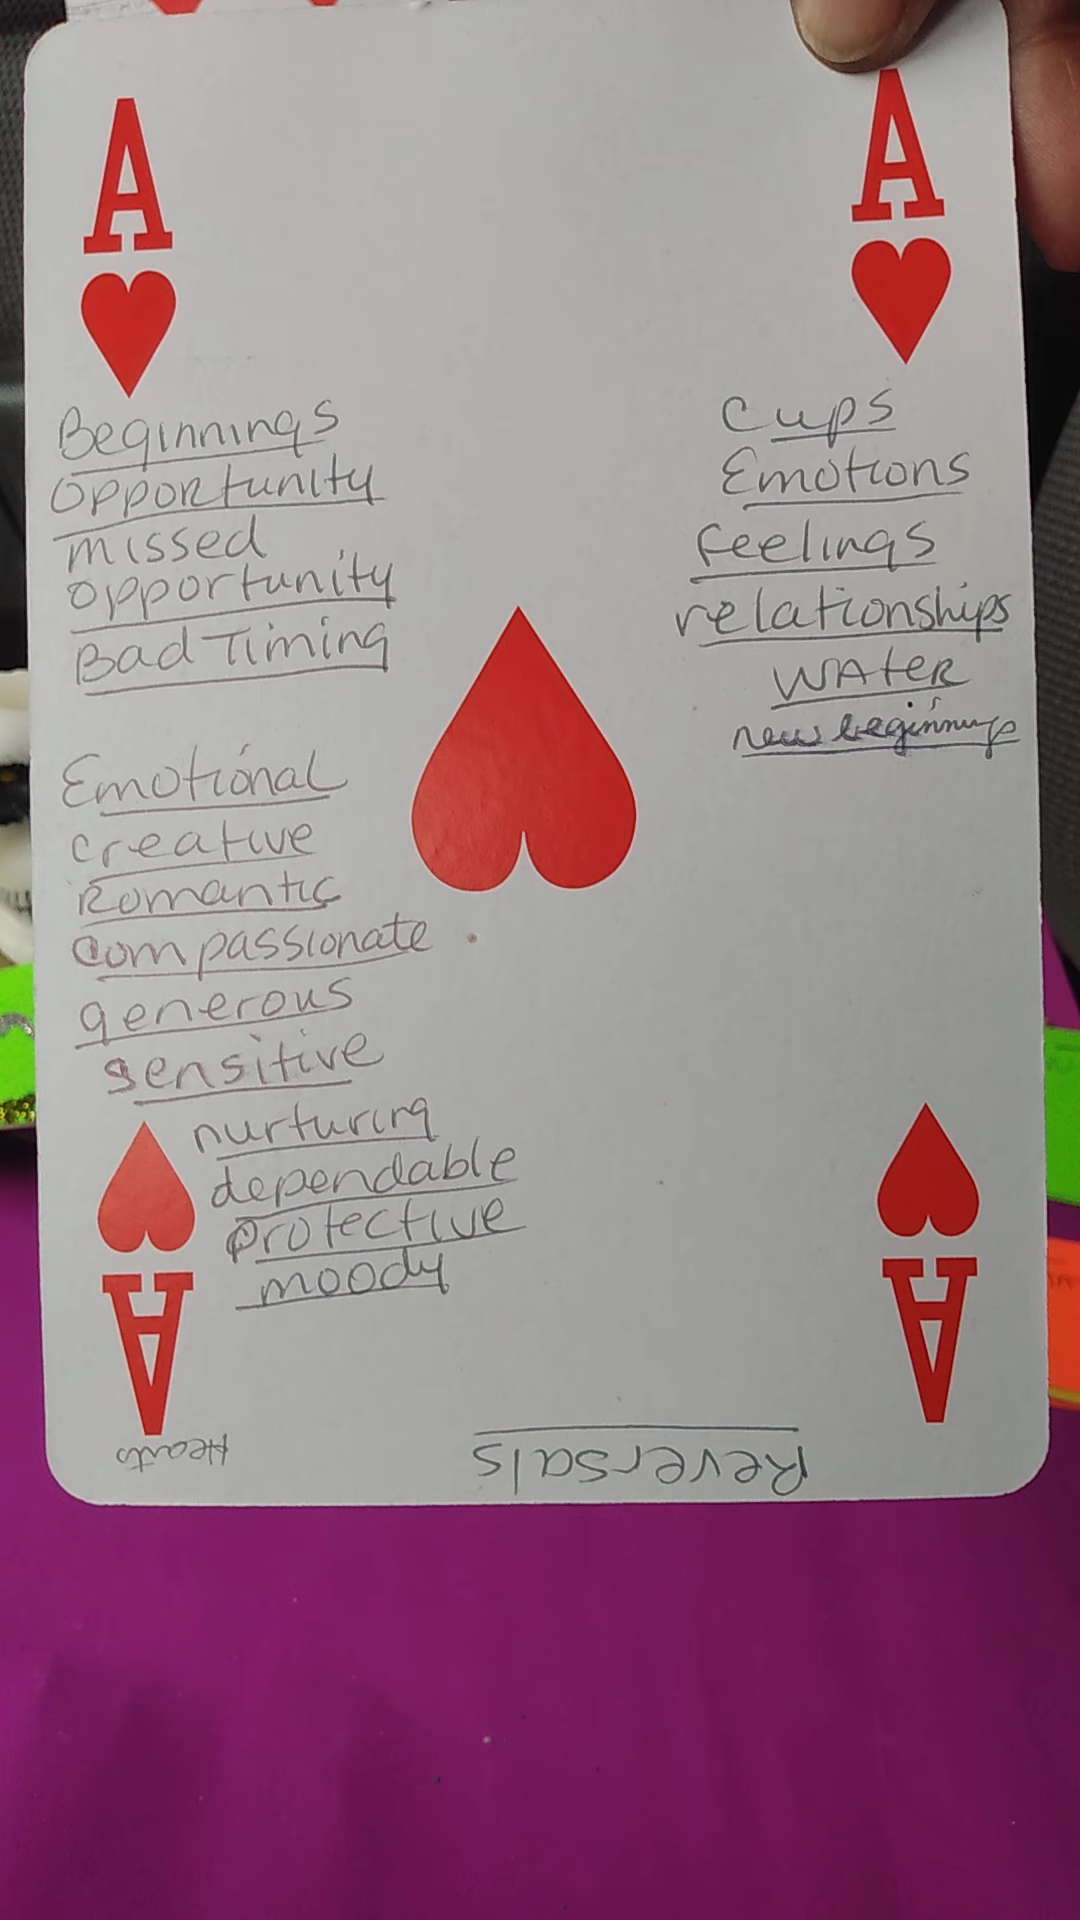 A
A
Beginnings
Opportunity
missed
opportunity
Bad Timing
Cups
Emotions
Feelings
relationships
WAteR
new beginnings
Emotional
creative
Romantic
Compassionate
generous
sensitive
nurturing
dependable
protective
moody
A
A
Hearts
Reversals